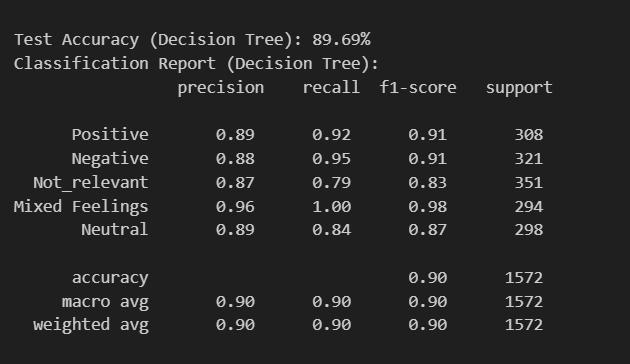 Test Accuracy (Decision Tree): 89.69%
Classification Report (Decision Tree):
precision recall f1-score support
Positive 0.89 0.92 0.91 308
Negative 0.88 0.95 0.91 321
Not_relevant 0.87 0.79 0.83 351
Mixed Feelings 0.96 1.00 0.98 294
Neutral 0.89 0.84 0.87 298
accuracy 0.90 1572
macro avg 0.90 0.90 0.90 1572
weighted avg 0.90 0.90 0.90 1572